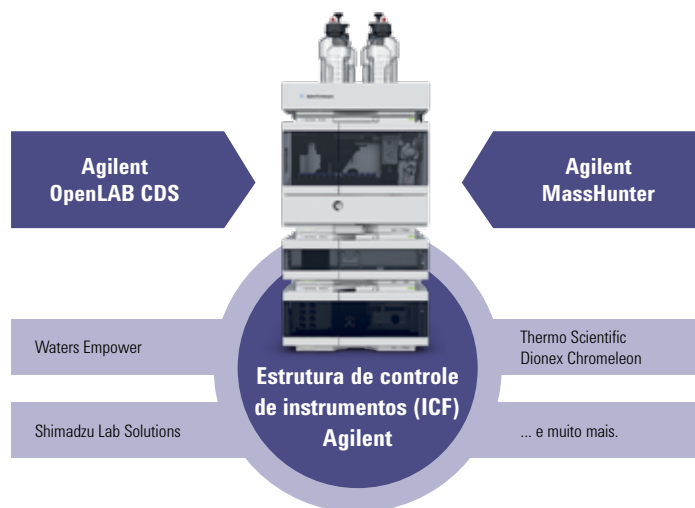 Agilent
OpenLAB CDS
Agilent
MassHunter
Waters Empower
Thermo Scientific
Dionex Chromeleon
Estrutura de controle
de instrumentos (ICF)
Agilent
Shimadzu Lab Solutions
... e muito mais.